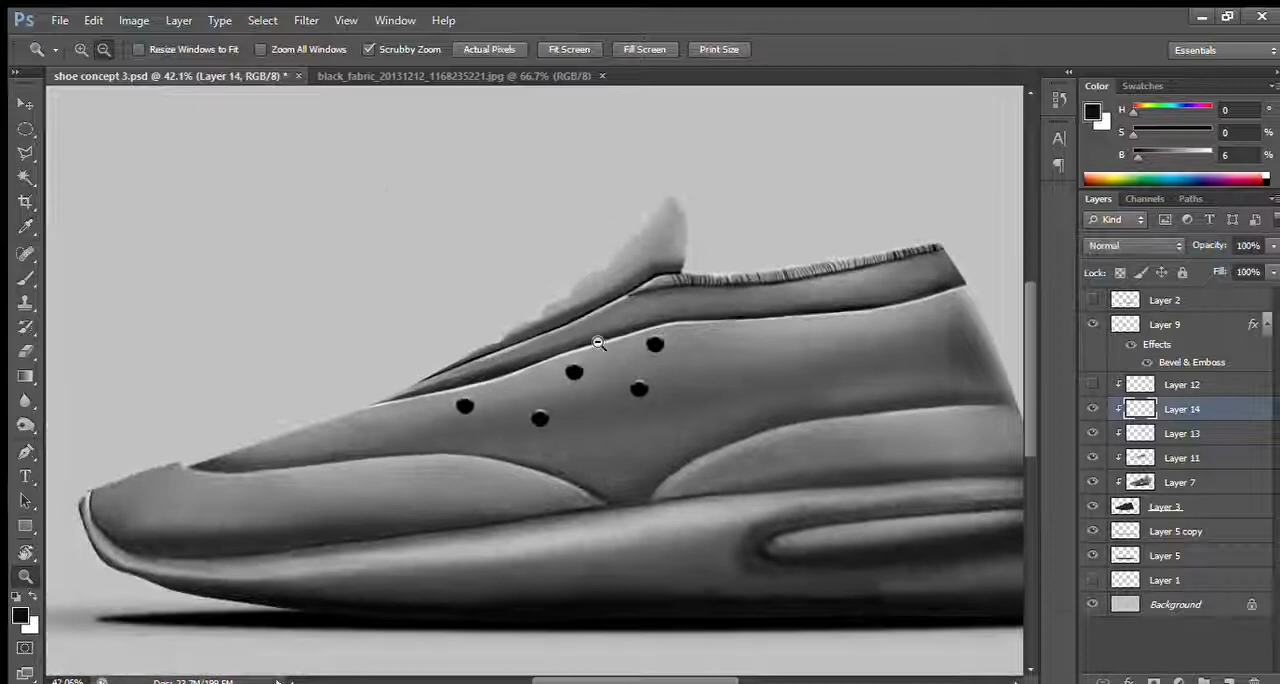 Ps File Edit Image Layer Type Select Filter View Window Help
Resize Windows to Fit Zoom All Windows Scrubby Zoom Actual Pixels Fit Screen Fill Screen Print Size Essentials
shoe concept 3.psd @ 42.1% (Layer 14, RGB/8) * × black_fabric_20131212_1168235221.jpg @ 66.7% (RGB/8) ×
Color Swatches
H 0 °
S 0 %
B 6 %
Layers Channels Paths
Kind
Normal Opacity: 100%
Lock: Fill: 100%
Layer 2
Layer 9 fx
Effects
Bevel & Emboss
Layer 12
Layer 14
Layer 13
Layer 11
Layer 7
Layer 3
Layer 5 copy
Layer 5
Layer 1
Background